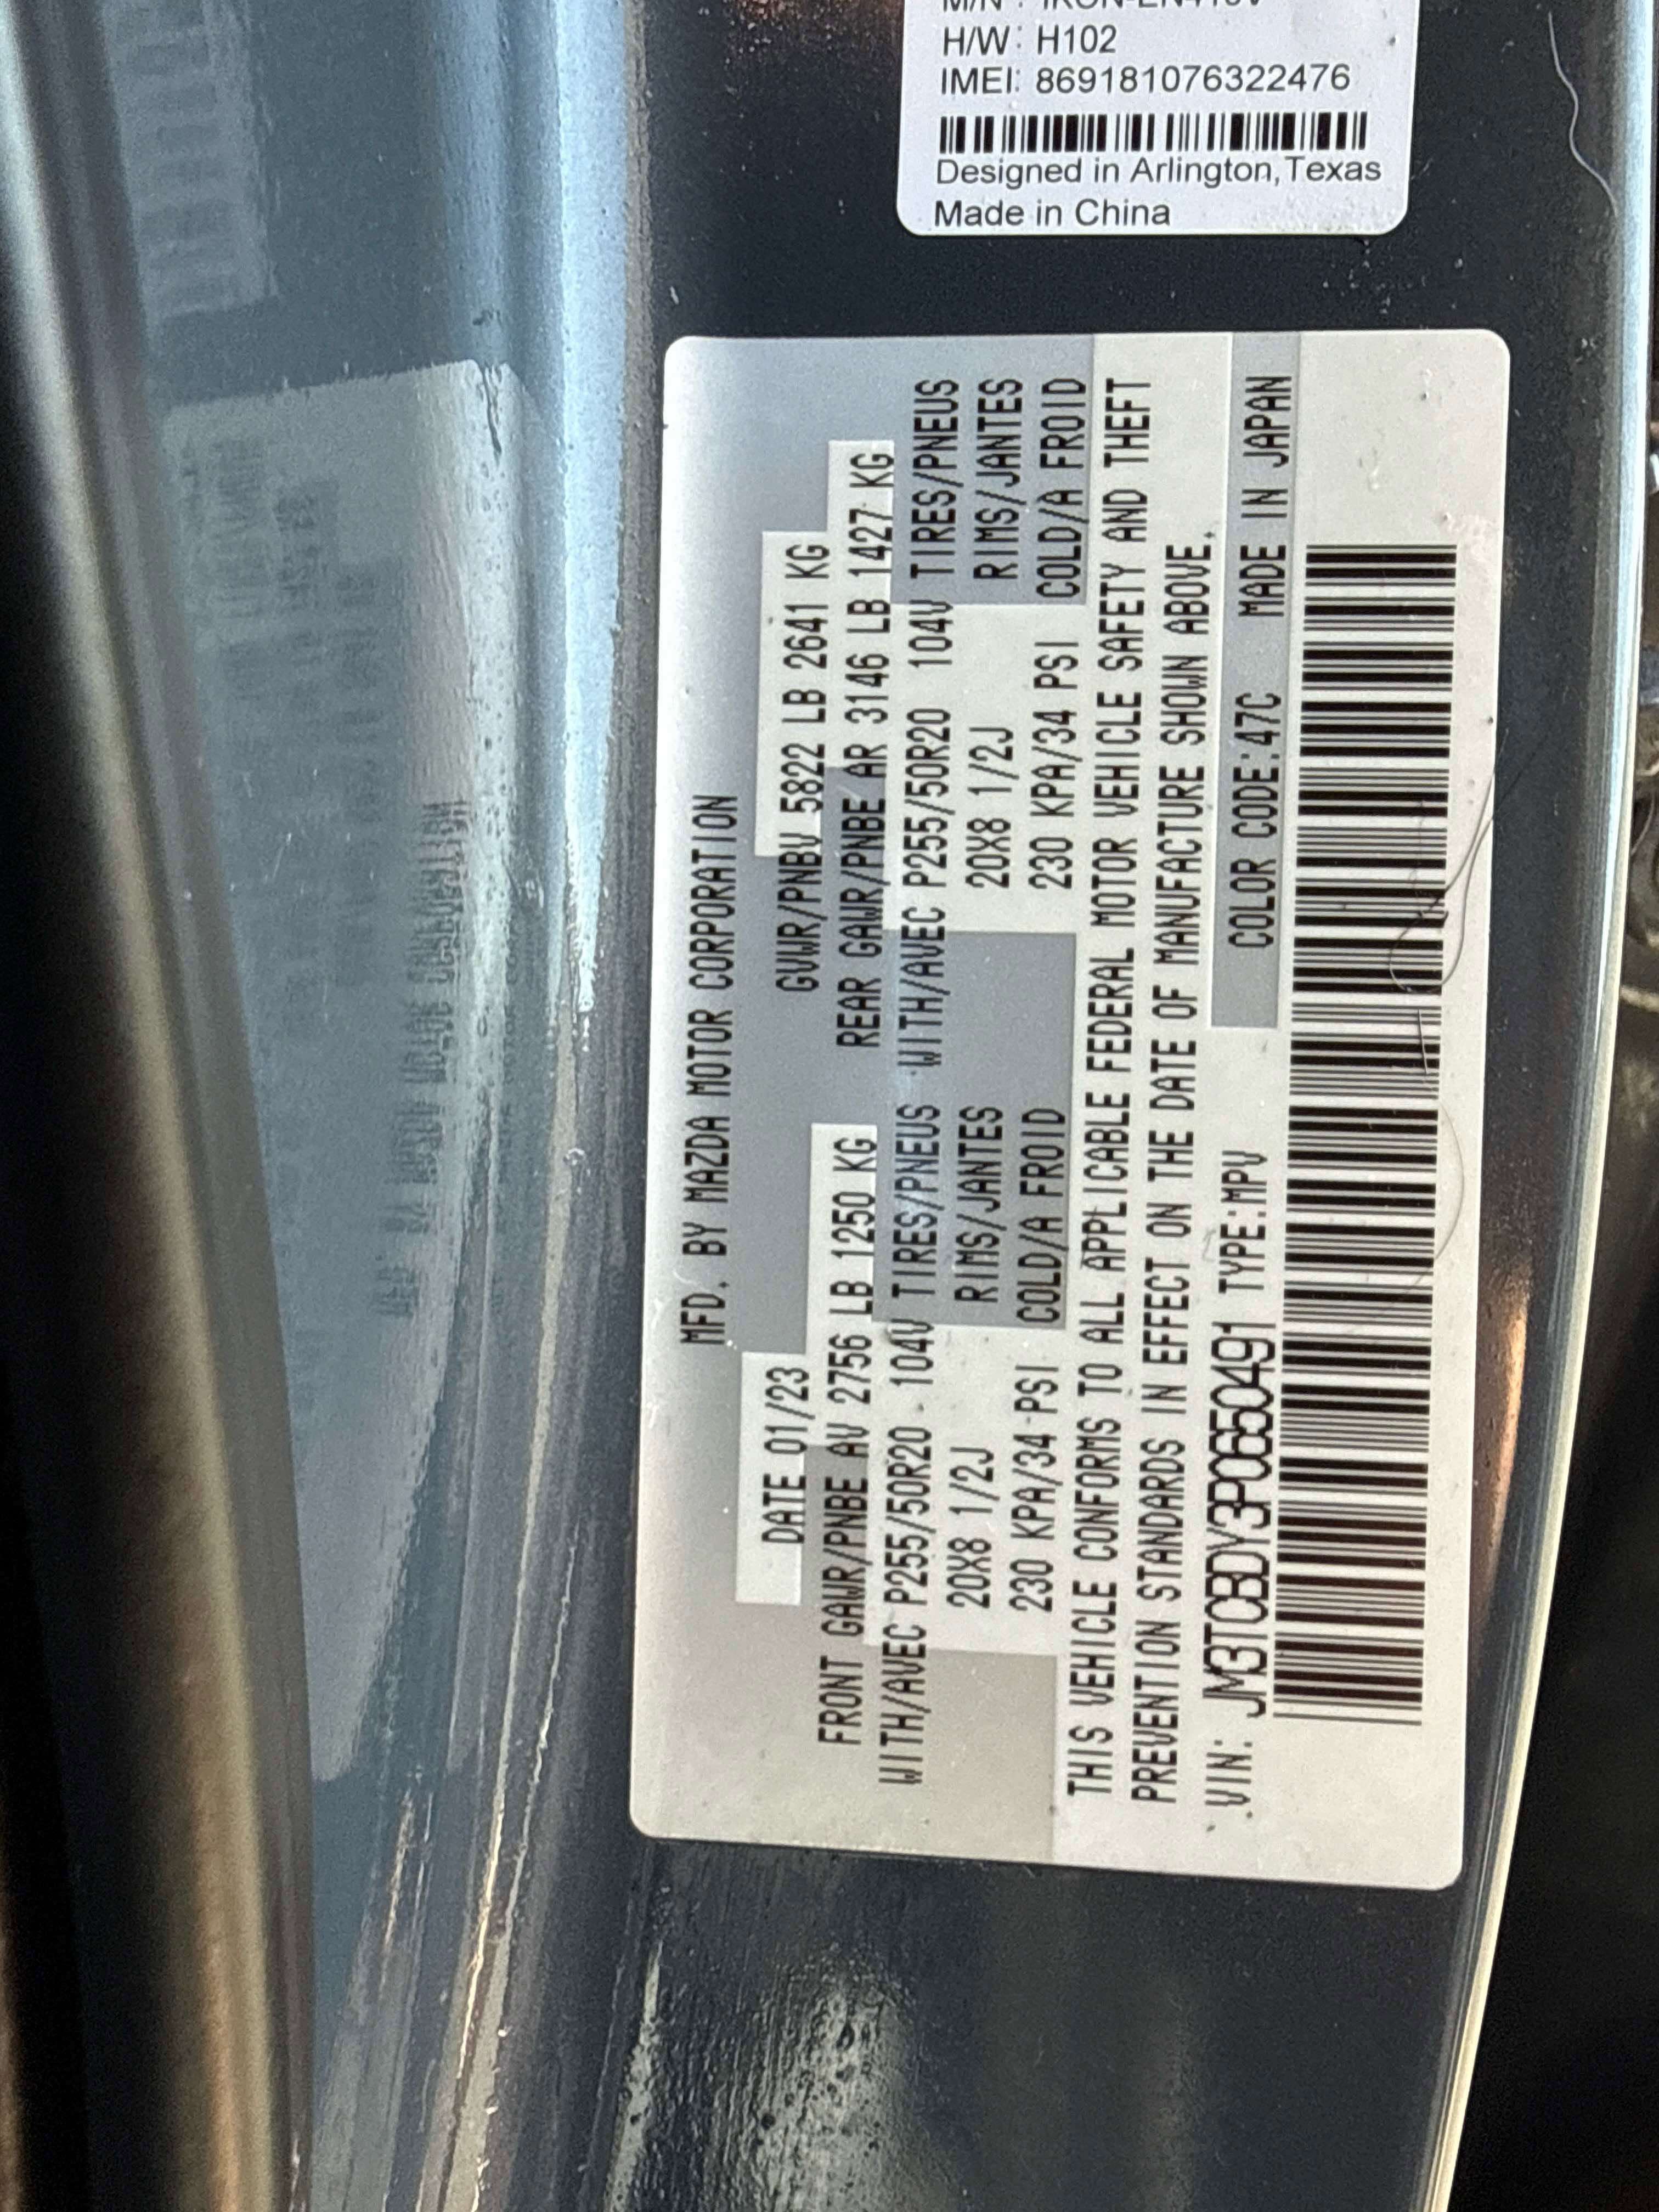 H/W: H102
IMEI: 869181076322476
Designed in Arlington, Texas
Made in China
MFD. BY MAZDA MOTOR CORPORATION
DATE 01/23 GVWR/PNBV 5822 LB 2641 KG
FRONT GAWR/PNBE AV 2756 LB 1250 KG REAR GAWR/PNBE AR 3146 LB 1427 KG
WITH/AVEC P255/50R20 104V TIRES/PNEUS WITH/AVEC P255/50R20 104V TIRES/PNEUS
20X8 1/2J RIMS/JANTES 20X8 1/2J RIMS/JANTES
230 KPA/34 PSI COLD/A FROID 230 KPA/34 PSI COLD/A FROID
THIS VEHICLE CONFORMS TO ALL APPLICABLE FEDERAL MOTOR VEHICLE SAFETY AND THEFT
PREVENTION STANDARDS IN EFFECT ON THE DATE OF MANUFACTURE SHOWN ABOVE.
VIN: JM3TCBDY3P0650491 TYPE:MPV COLOR CODE:47C MADE IN JAPAN